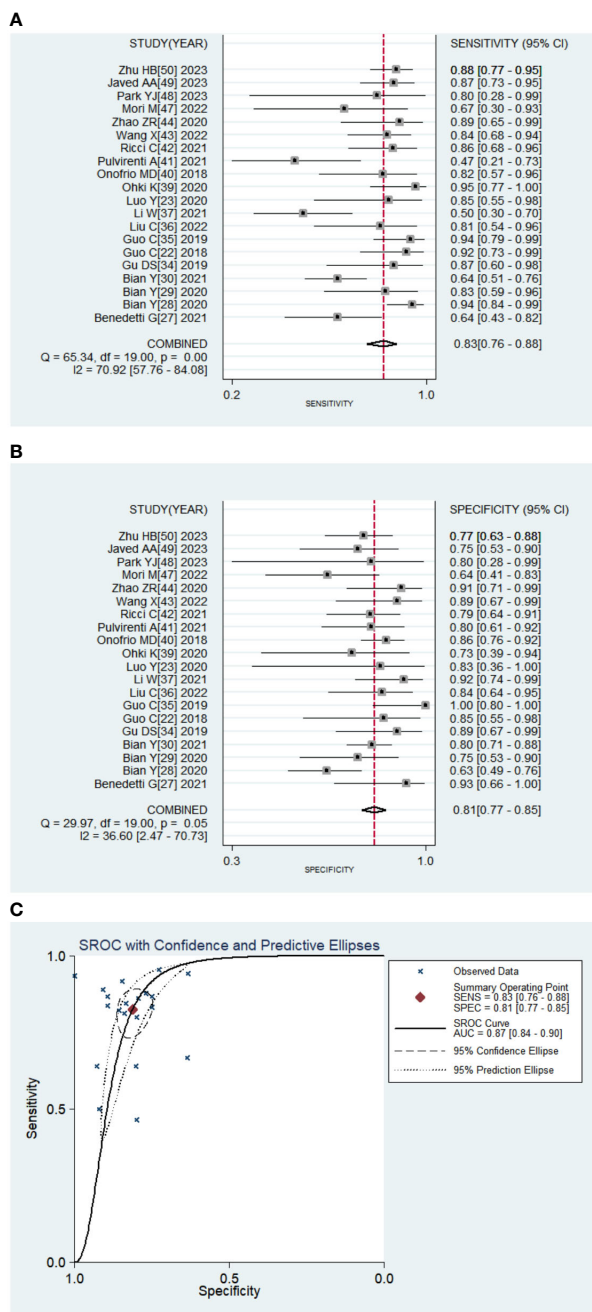 A
STUDY(YEAR) SENSITIVITY (95% CI)
Zhu HB[50] 2023 0.88 [0.77 - 0.95]
Javed AA[49] 2023 0.87 [0.73 - 0.95]
Park YJ[48] 2023 0.80 [0.28 - 0.99]
Mori M[47] 2022 0.67 [0.30 - 0.93]
Zhao ZR[44] 2020 0.89 [0.65 - 0.99]
Wang X[43] 2022 0.84 [0.68 - 0.94]
Ricci C[42] 2021 0.86 [0.68 - 0.96]
Pulvirenti A[41] 2021 0.47 [0.21 - 0.73]
Onofrio MD[40] 2018 0.82 [0.57 - 0.96]
Ohki K[39] 2020 0.95 [0.77 - 1.00]
Luo Y[23] 2020 0.85 [0.55 - 0.98]
Li W[37] 2021 0.50 [0.30 - 0.70]
Liu C[36] 2022 0.81 [0.54 - 0.96]
Guo C[35] 2019 0.94 [0.79 - 0.99]
Guo C[22] 2018 0.92 [0.73 - 0.99]
Gu DS[34] 2019 0.87 [0.60 - 0.98]
Bian Y[30] 2021 0.64 [0.51 - 0.76]
Bian Y[29] 2020 0.83 [0.59 - 0.96]
Bian Y[28] 2020 0.94 [0.84 - 0.99]
Benedetti G[27] 2021 0.64 [0.43 - 0.82]
COMBINED 0.83[0.76 - 0.88]
Q = 65.34, df = 19.00, p = 0.00
I2 = 70.92 [57.76 - 84.08]
0.2 1.0
SENSITIVITY
B
STUDY(YEAR) SPECIFICITY (95% CI)
Zhu HB[50] 2023 0.77 [0.63 - 0.88]
Javed AA[49] 2023 0.75 [0.53 - 0.90]
Park YJ[48] 2023 0.80 [0.28 - 0.99]
Mori M[47] 2022 0.64 [0.41 - 0.83]
Zhao ZR[44] 2020 0.91 [0.71 - 0.99]
Wang X[43] 2022 0.89 [0.67 - 0.99]
Ricci C[42] 2021 0.79 [0.64 - 0.91]
Pulvirenti A[41] 2021 0.80 [0.61 - 0.92]
Onofrio MD[40] 2018 0.86 [0.76 - 0.92]
Ohki K[39] 2020 0.73 [0.39 - 0.94]
Luo Y[23] 2020 0.83 [0.36 - 1.00]
Li W[37] 2021 0.92 [0.74 - 0.99]
Liu C[36] 2022 0.84 [0.64 - 0.95]
Guo C[35] 2019 1.00 [0.80 - 1.00]
Guo C[22] 2018 0.85 [0.55 - 0.98]
Gu DS[34] 2019 0.89 [0.67 - 0.99]
Bian Y[30] 2021 0.80 [0.71 - 0.88]
Bian Y[29] 2020 0.75 [0.53 - 0.90]
Bian Y[28] 2020 0.63 [0.49 - 0.76]
Benedetti G[27] 2021 0.93 [0.66 - 1.00]
COMBINED 0.81[0.77 - 0.85]
Q = 29.97, df = 19.00, p = 0.05
I2 = 36.60 [2.47 - 70.73]
0.3 1.0
SPECIFICITY
C
SROC with Confidence and Predictive Ellipses
1.0
0.5
0.0
Sensitivity
1.0 0.5 0.0
Specificity
Observed Data
Summary Operating Point
SENS = 0.83 [0.76 - 0.88]
SPEC = 0.81 [0.77 - 0.85]
SROC Curve
AUC = 0.87 [0.84 - 0.90]
95% Confidence Ellipse
95% Prediction Ellipse